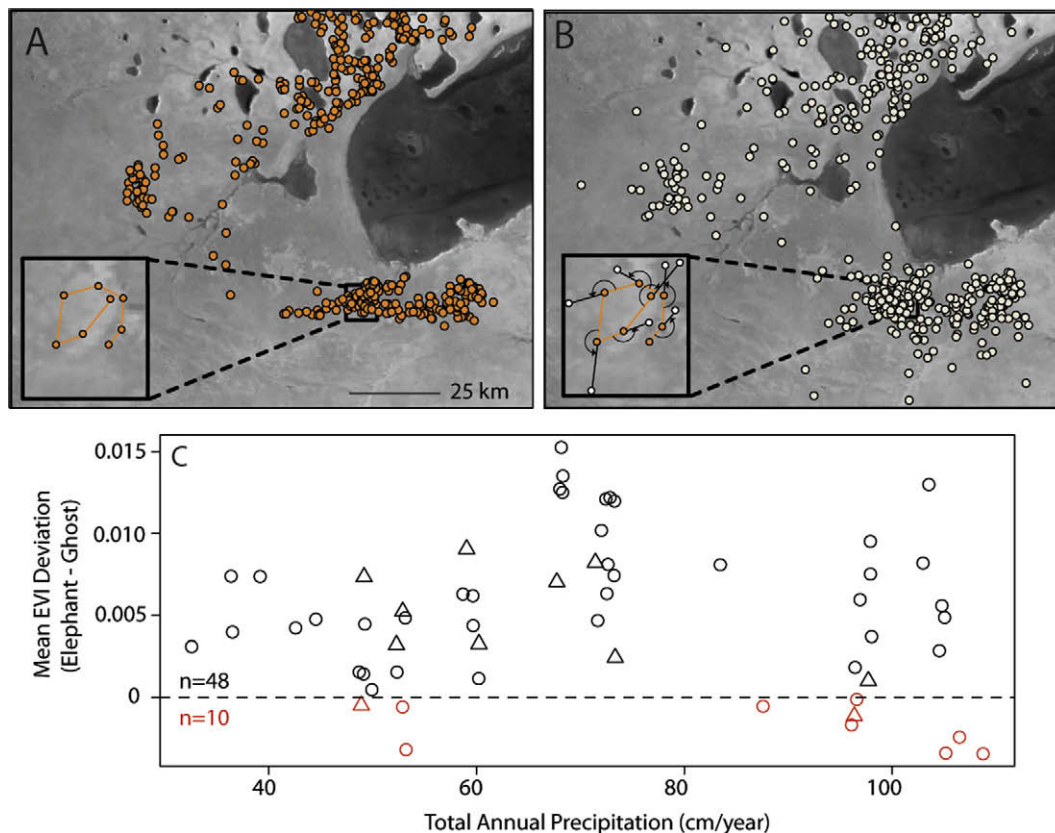 A
B
25 km
C
Mean EVI Deviation
(Elephant - Ghost)
0.015
0.010
0.005
0
n=48
n=10
40 60 80 100
Total Annual Precipitation (cm/year)